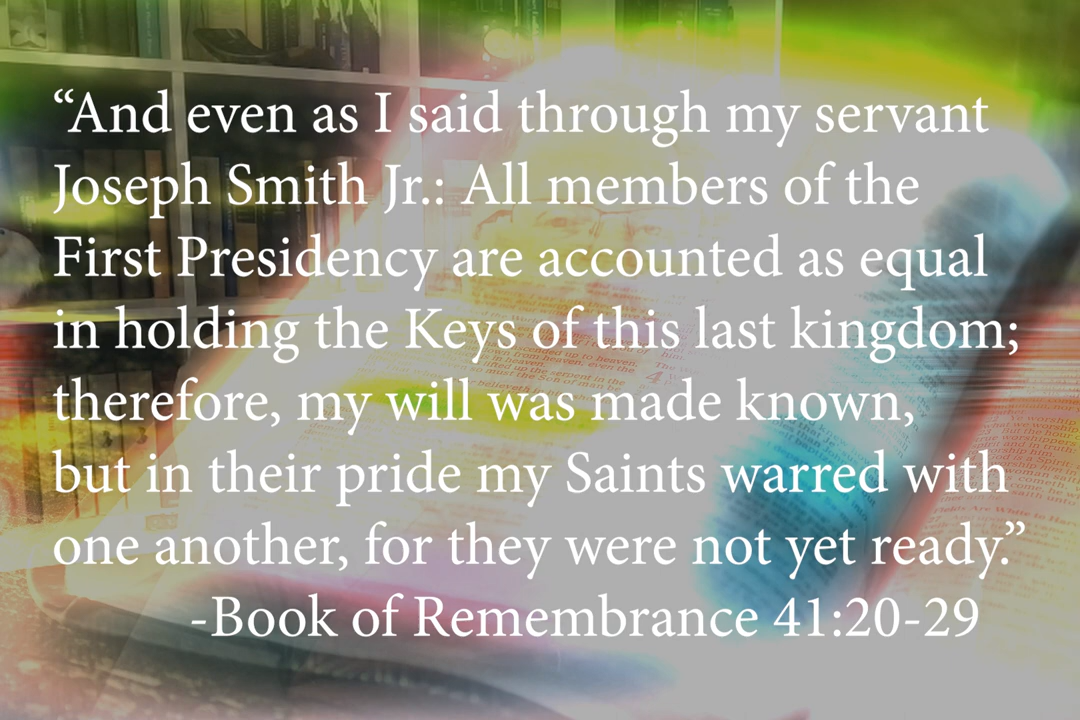 “And even as I said through my servant
Joseph Smith Jr.: All members of the
First Presidency are accounted as equal
in holding the Keys of this last kingdom;
therefore, my will was made known,
but in their pride my Saints warred with
one another, for they were not yet ready.”
-Book of Remembrance 41:20-29